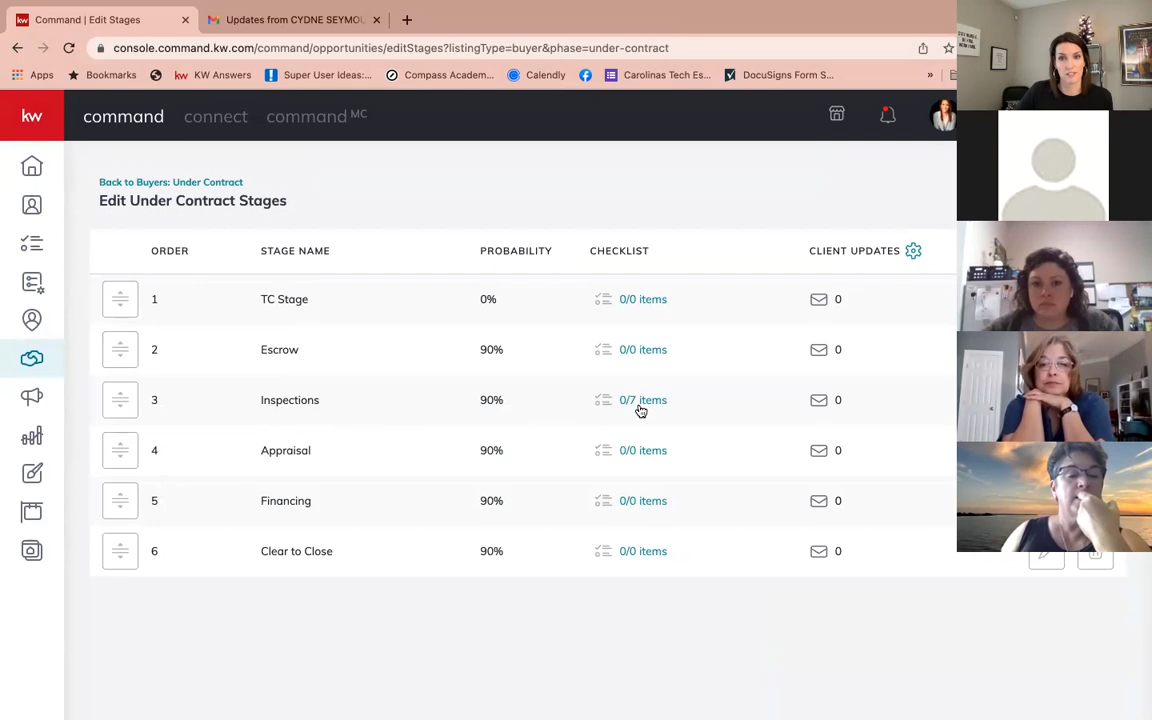 Command | Edit Stages
Updates from CYDNE SEYMOU
console.command.kw.com/command/opportunities/editStages?listingType=buyer&phase=under-contract
Apps Bookmarks KW Answers Super User Ideas:... Compass Academ... Calendly Carolinas Tech Es... DocuSigns Form S... »
kw command connect command MC
Back to Buyers: Under Contract
Edit Under Contract Stages
ORDER STAGE NAME PROBABILITY CHECKLIST CLIENT UPDATES
1 TC Stage 0% 0/0 items 0
2 Escrow 90% 0/0 items 0
3 Inspections 90% 0/7 items 0
4 Appraisal 90% 0/0 items 0
5 Financing 90% 0/0 items 0
6 Clear to Close 90% 0/0 items 0